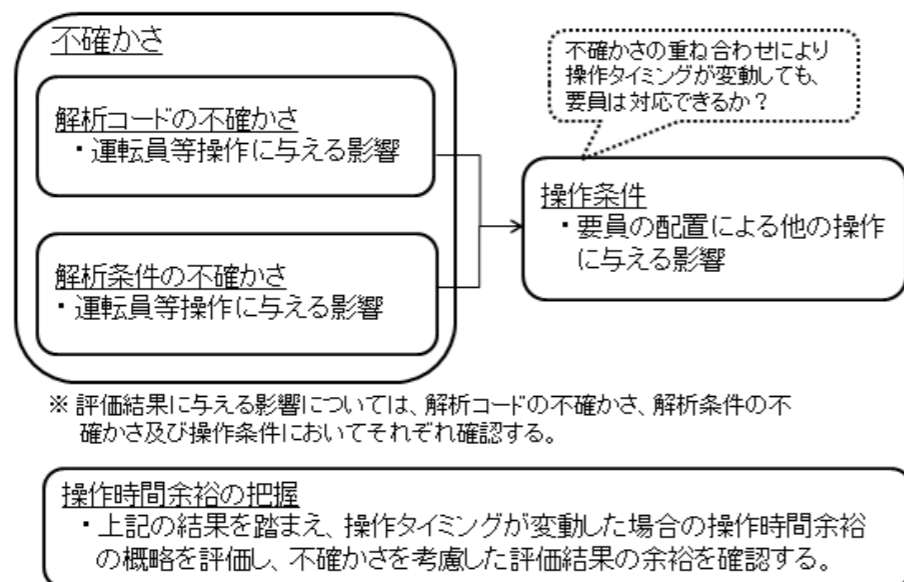 不確かさ
解析コードの不確かさ
・運転員等操作に与える影響
解析条件の不確かさ
・運転員等操作に与える影響
不確かさの重ね合わせにより
操作タイミングが変動しても、
要員は対応できるか？
操作条件
・要員の配置による他の操作
に与える影響
※ 評価結果に与える影響については、解析コードの不確かさ、解析条件の不
確かさ及び操作条件においてそれぞれ確認する。
操作時間余裕の把握
・上記の結果を踏まえ、操作タイミングが変動した場合の操作時間余裕
の概略を評価し、不確かさを考慮した評価結果の余裕を確認する。